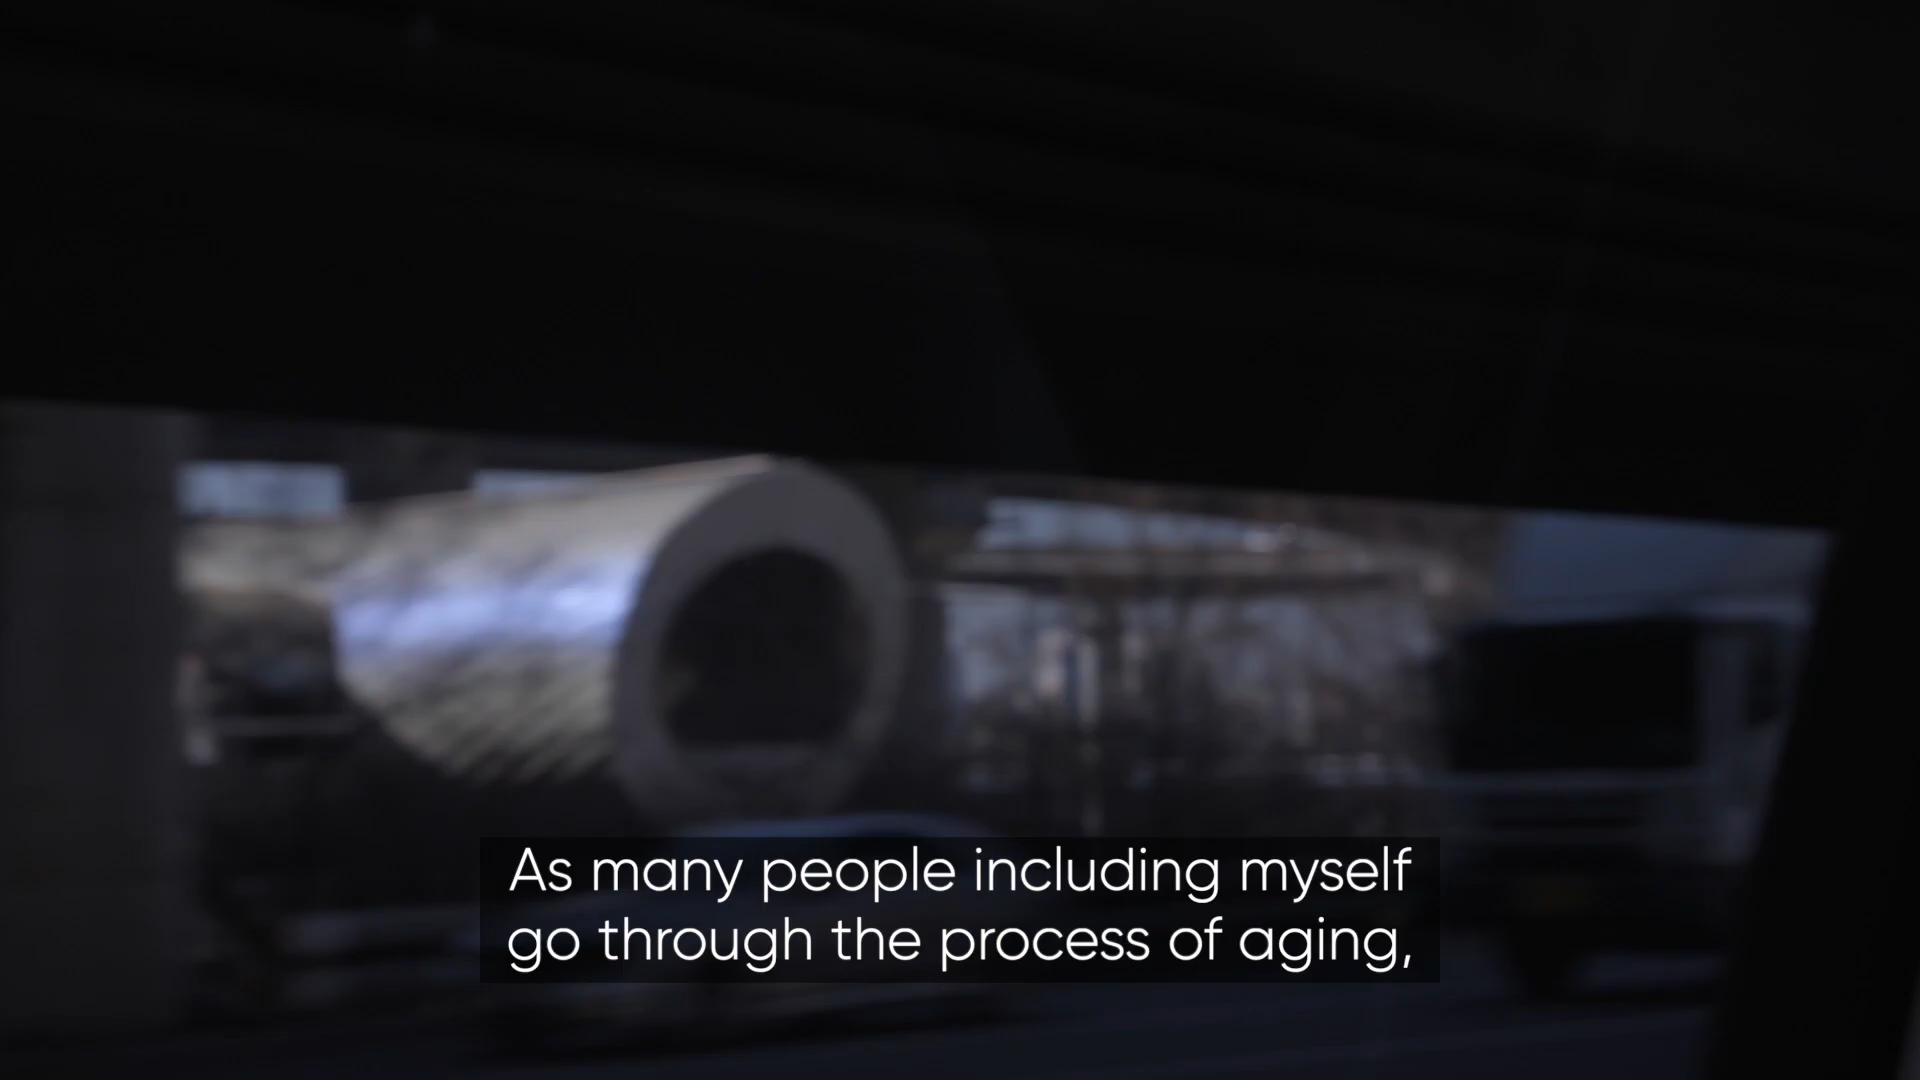 As many people including myself
go through the process of aging,